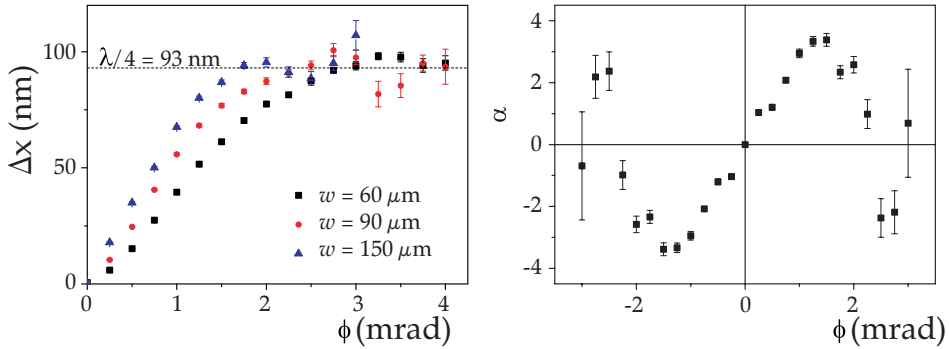 Δx (nm)
100
50
0
λ/4 = 93 nm
w = 60 μm
w = 90 μm
w = 150 μm
0 1 2 3 4
ϕ (mrad)
α
4
2
0
-2
-4
-2 0 2
ϕ (mrad)